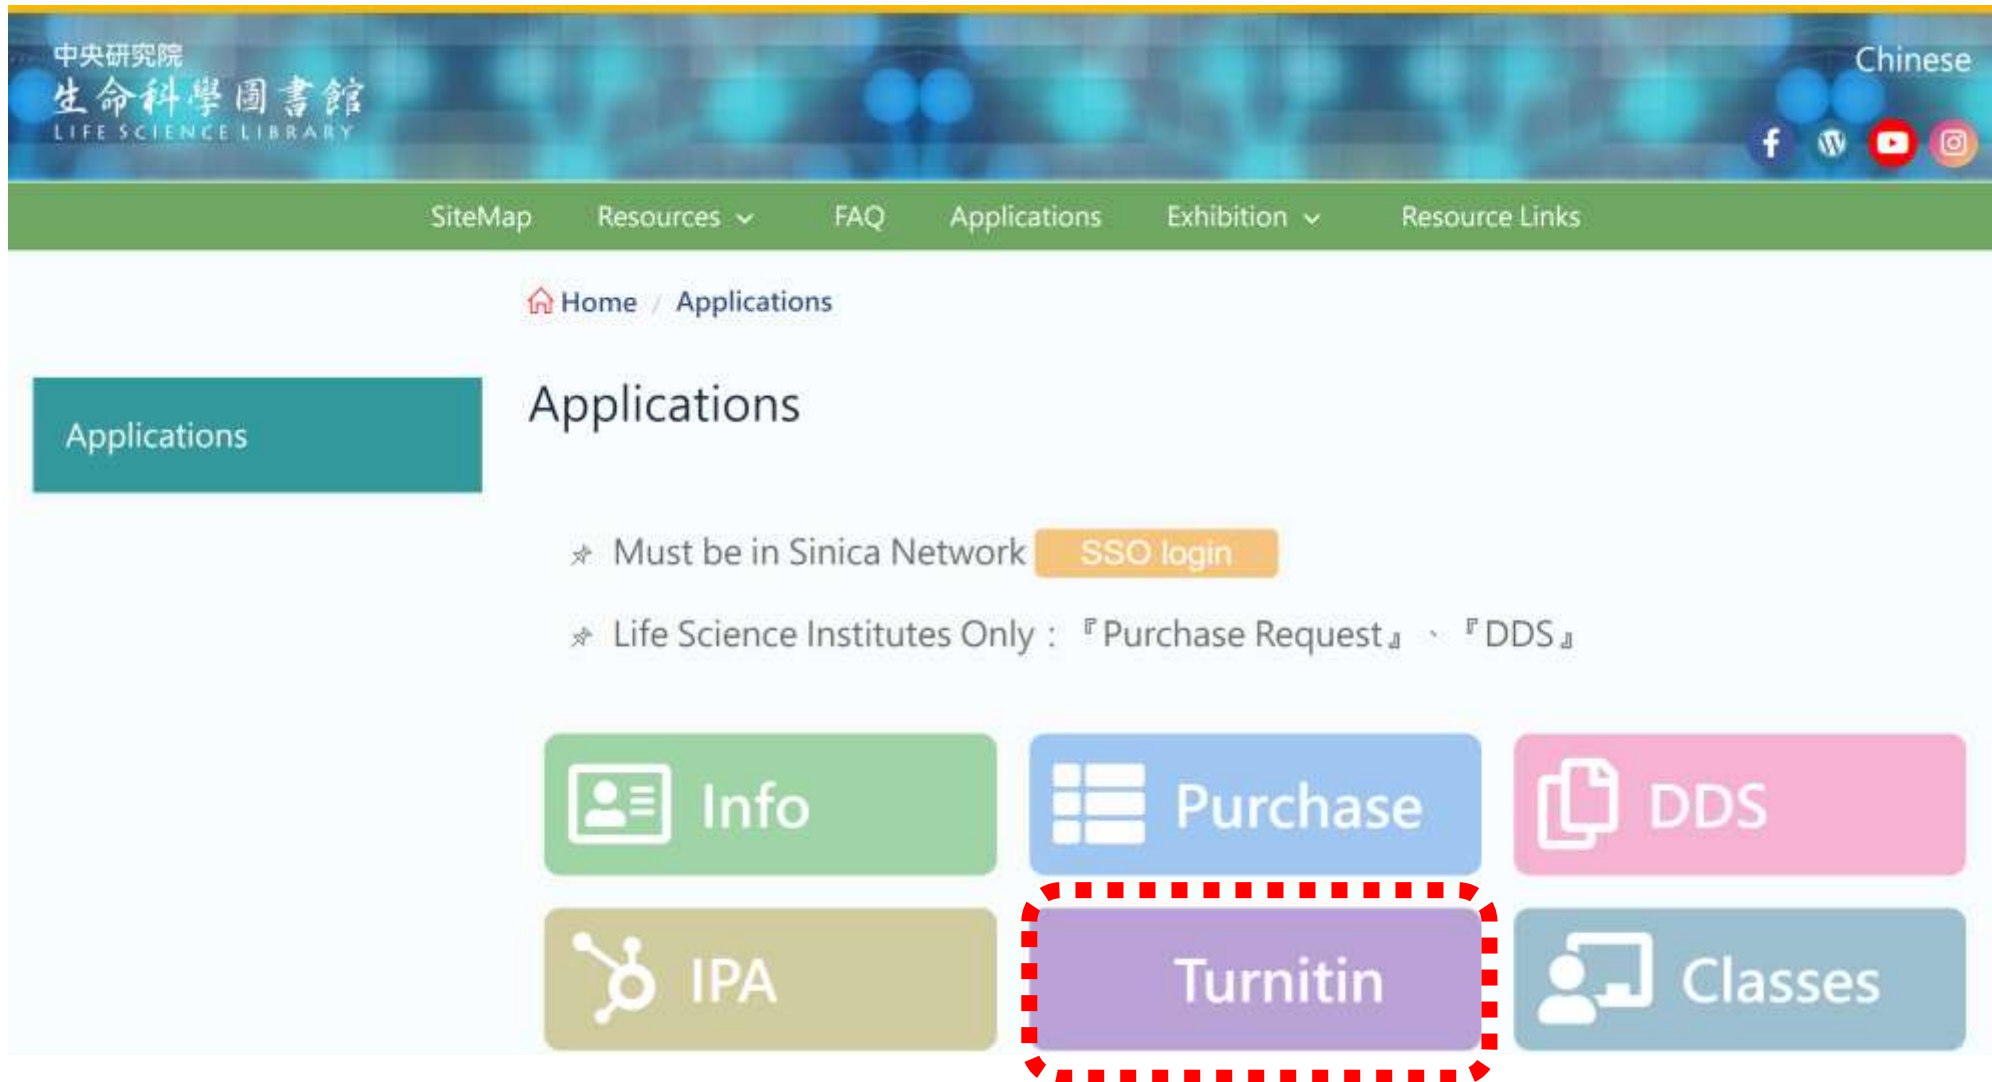 中央研究院
生命科學圖書館
LIFE SCIENCE LIBRARY
Chinese
SiteMap Resources FAQ Applications Exhibition Resource Links
Home / Applications
Applications
Applications
Must be in Sinica Network SSO login
Life Science Institutes Only：『Purchase Request』、『DDS』
Info Purchase DDS
IPA Turnitin Classes